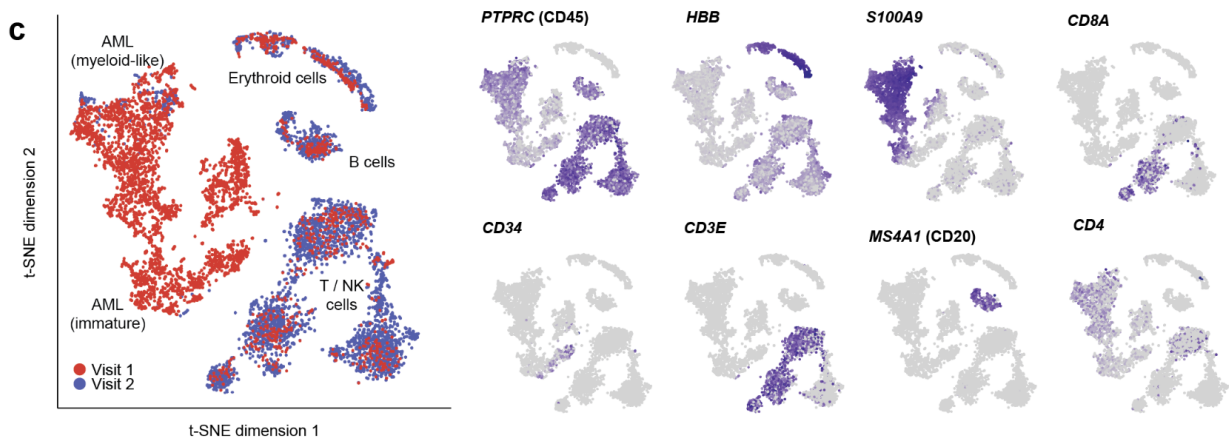 c
AML
(myeloid-like)
Erythroid cells
B cells
T / NK
cells
AML
(immature)
Visit 1
Visit 2
t-SNE dimension 2
t-SNE dimension 1
PTPRC (CD45)
HBB
S100A9
CD8A
CD34
CD3E
MS4A1 (CD20)
CD4